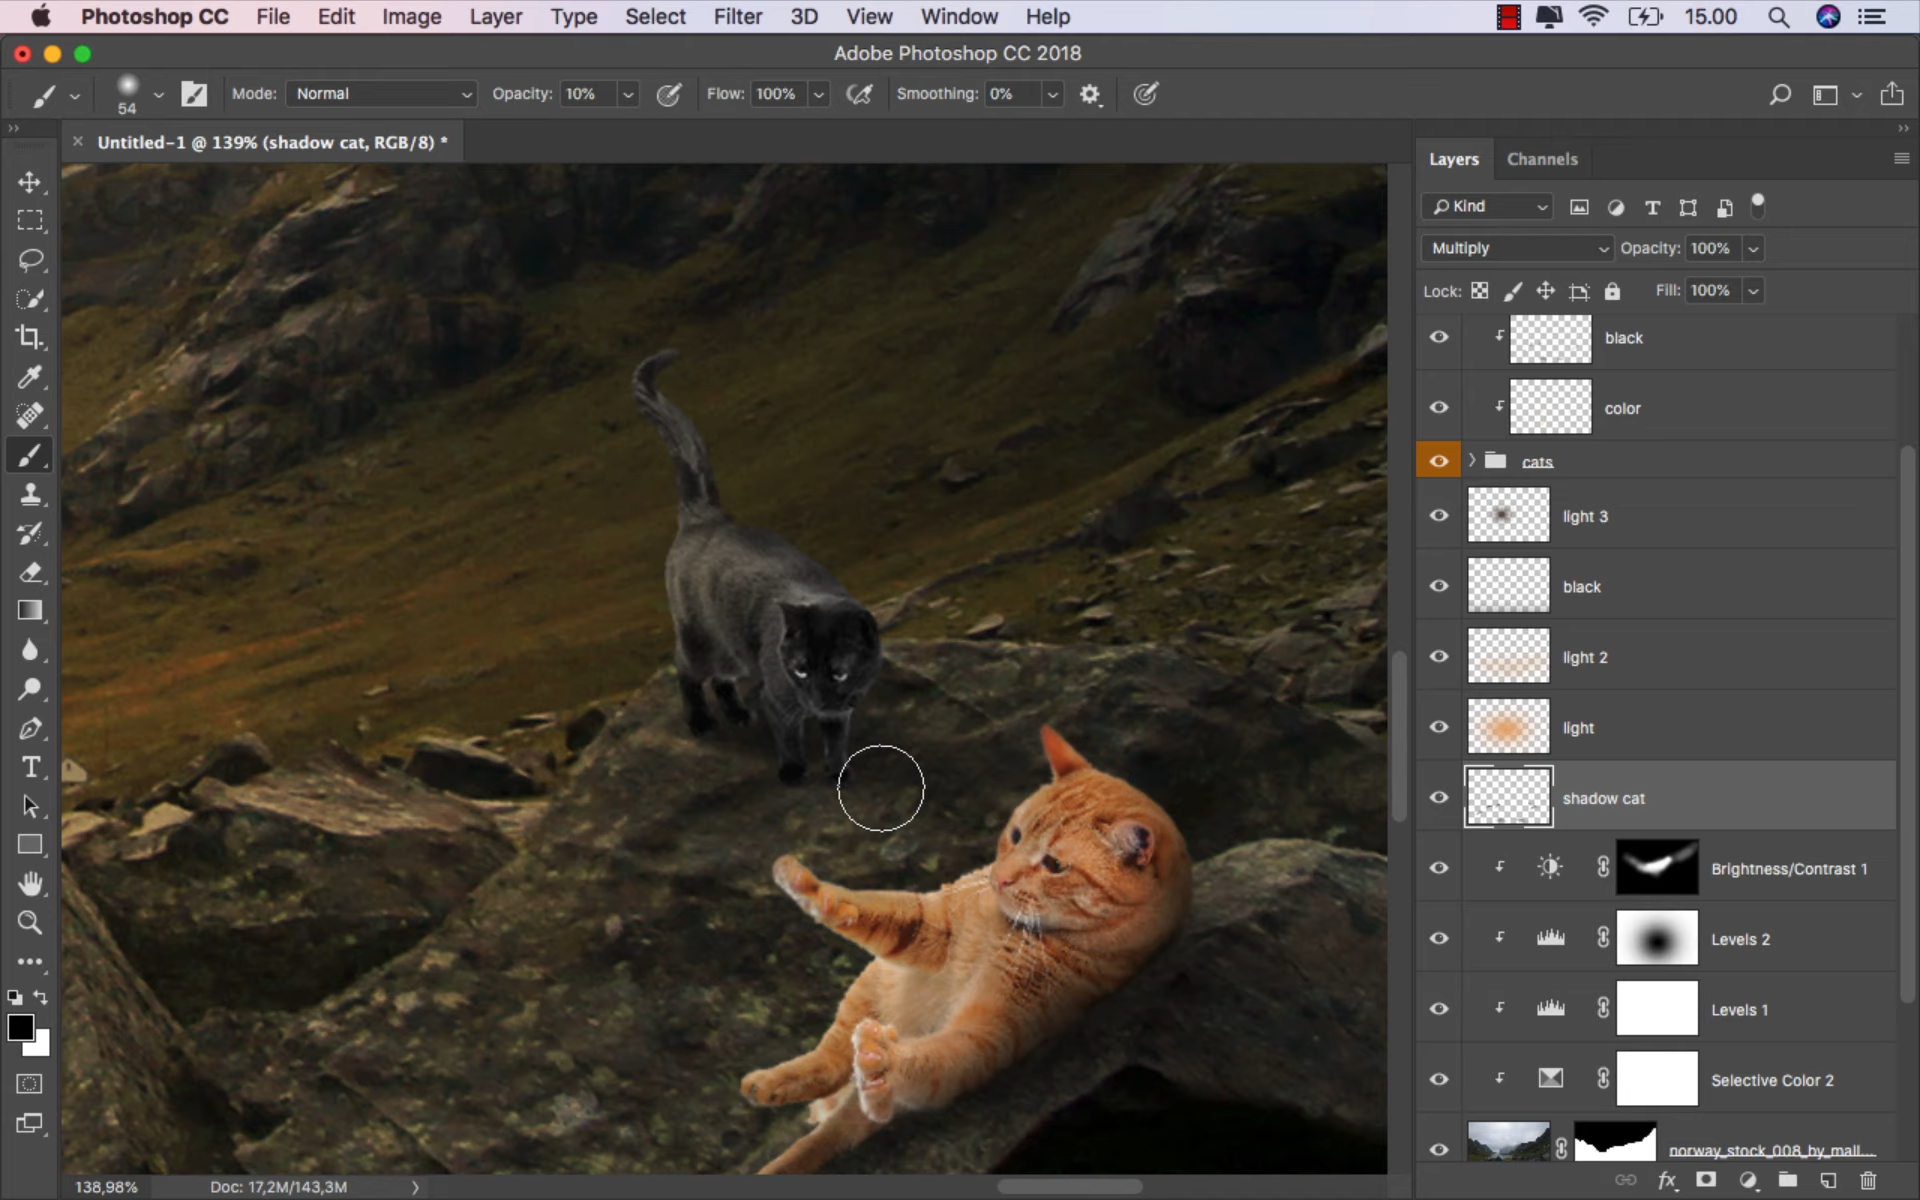 Photoshop CC File Edit Image Layer Type Select Filter 3D View Window Help 15.00
Adobe Photoshop CC 2018
54 Mode: Normal Opacity: 10% Flow: 100% Smoothing: 0%
Untitled-1 @ 139% (shadow cat, RGB/8) *
Layers Channels
Kind
Multiply Opacity: 100%
Lock: Fill: 100%
black
color
cats
light 3
black
light 2
light
shadow cat
Brightness/Contrast 1
Levels 2
Levels 1
Selective Color 2
norway_stock_008_by_mall...
138,98% Doc: 17,2M/143,3M